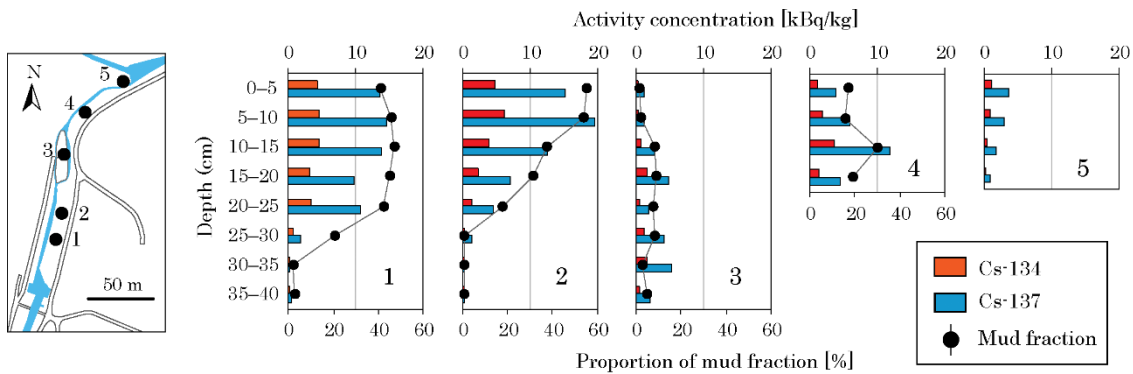 Activity concentration [kBq/kg]
0 10 20 0 10 20 0 10 20 0 10 20 0 10 20
N
5
4
3
2
1
50 m
Depth (cm)
0–5
5–10
10–15
15–20
20–25
25–30
30–35
35–40
1 2 3 4 5
0 20 40 60
0 20 40 60 0 20 40 60 0 20 40 60
Proportion of mud fraction [%]
Cs-134
Cs-137
Mud fraction